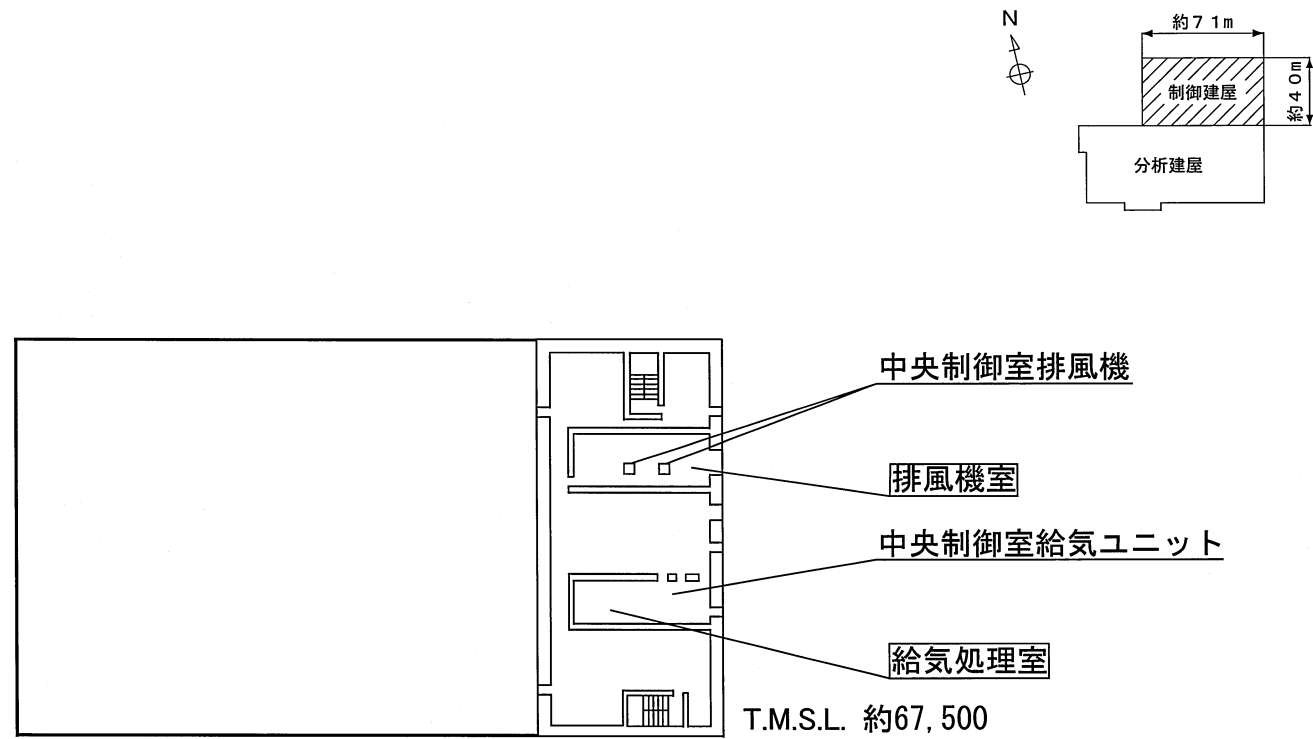 N
約71m
約40m
制御建屋
分析建屋
中央制御室排風機
排風機室
中央制御室給気ユニット
給気処理室
T.M.S.L. 約67,500